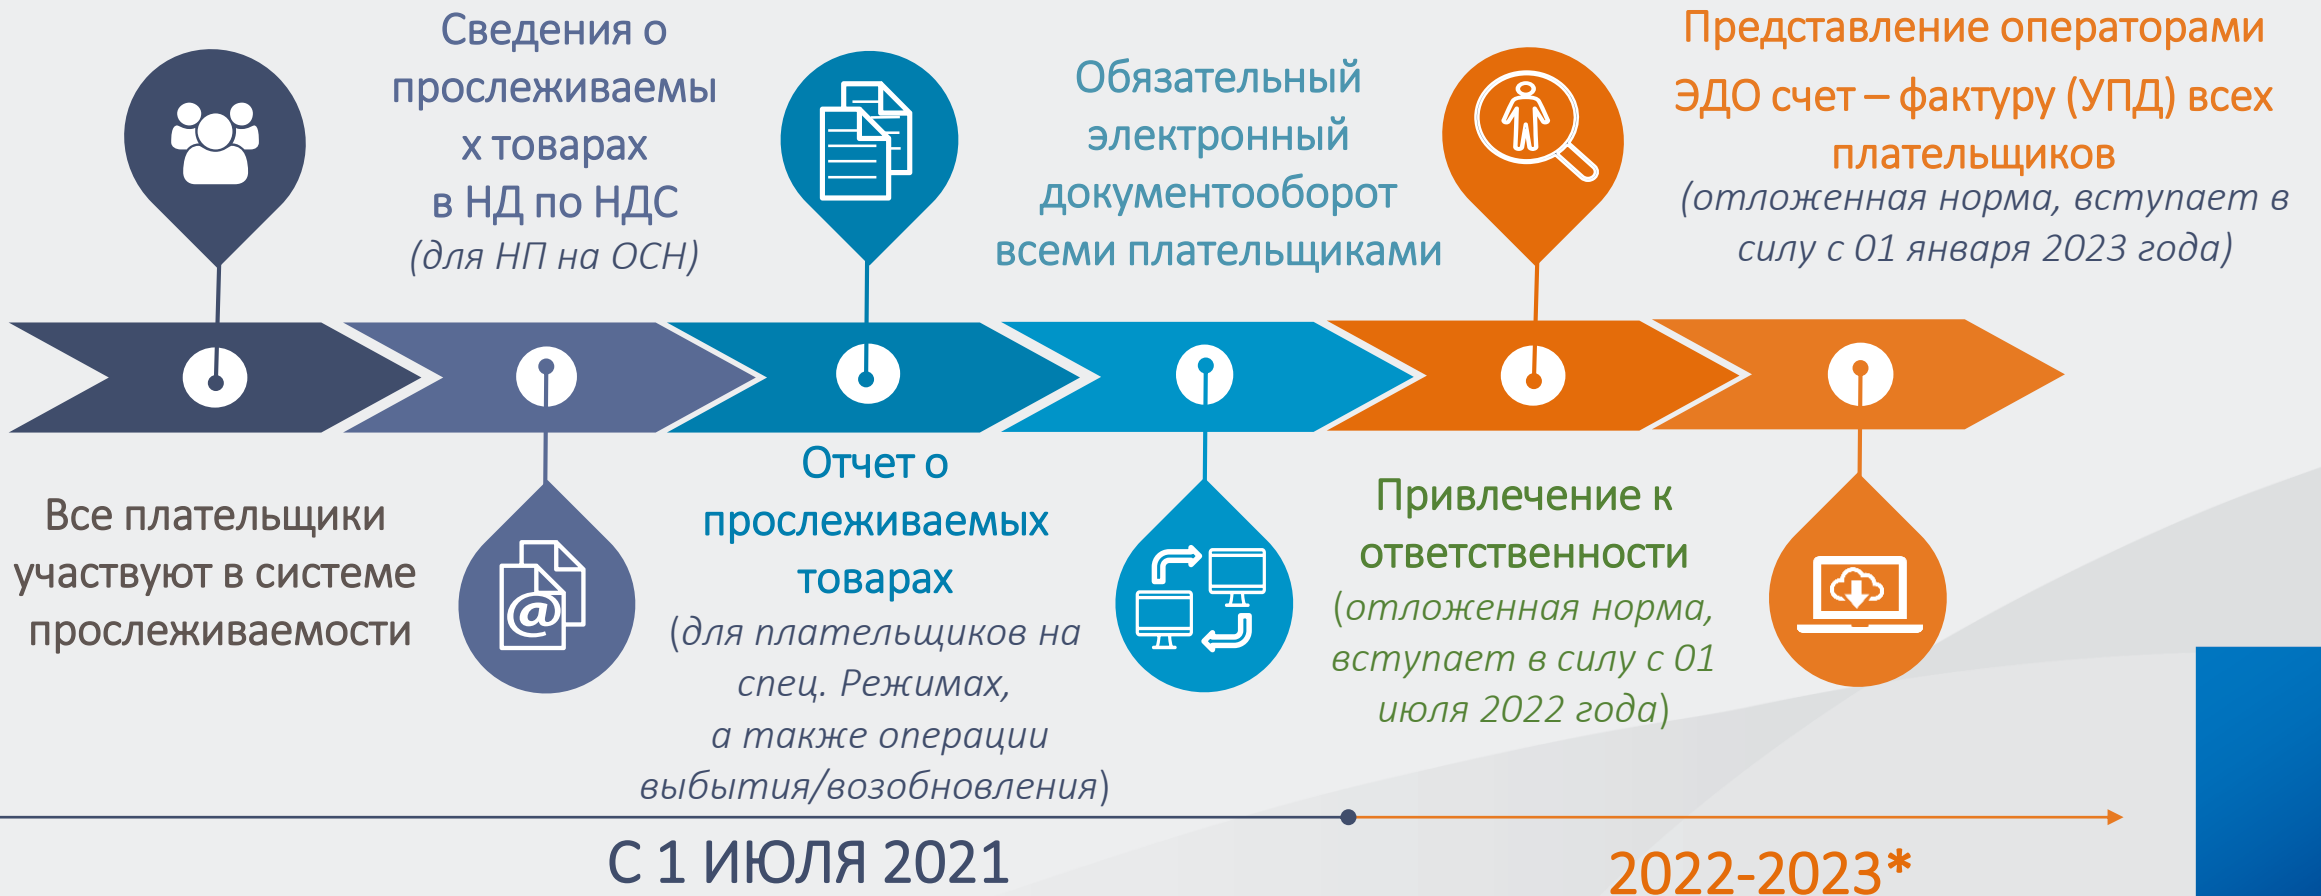 Сведения о
прослеживаемы
х товарах
в НД по НДС
(для НП на ОСН)
Обязательный
электронный
документооборот
всеми плательщиками
Представление операторами
ЭДО счет – фактуру (УПД) всех
плательщиков
(отложенная норма, вступает в
силу с 01 января 2023 года)
Все плательщики
участвуют в системе
прослеживаемости
@
Отчет о
прослеживаемых
товарах
(для плательщиков на
спец. Режимах,
а также операции
выбытия/возобновления)
Привлечение к
ответственности
(отложенная норма,
вступает в силу с 01
июля 2022 года)
С 1 ИЮЛЯ 2021
2022-2023*